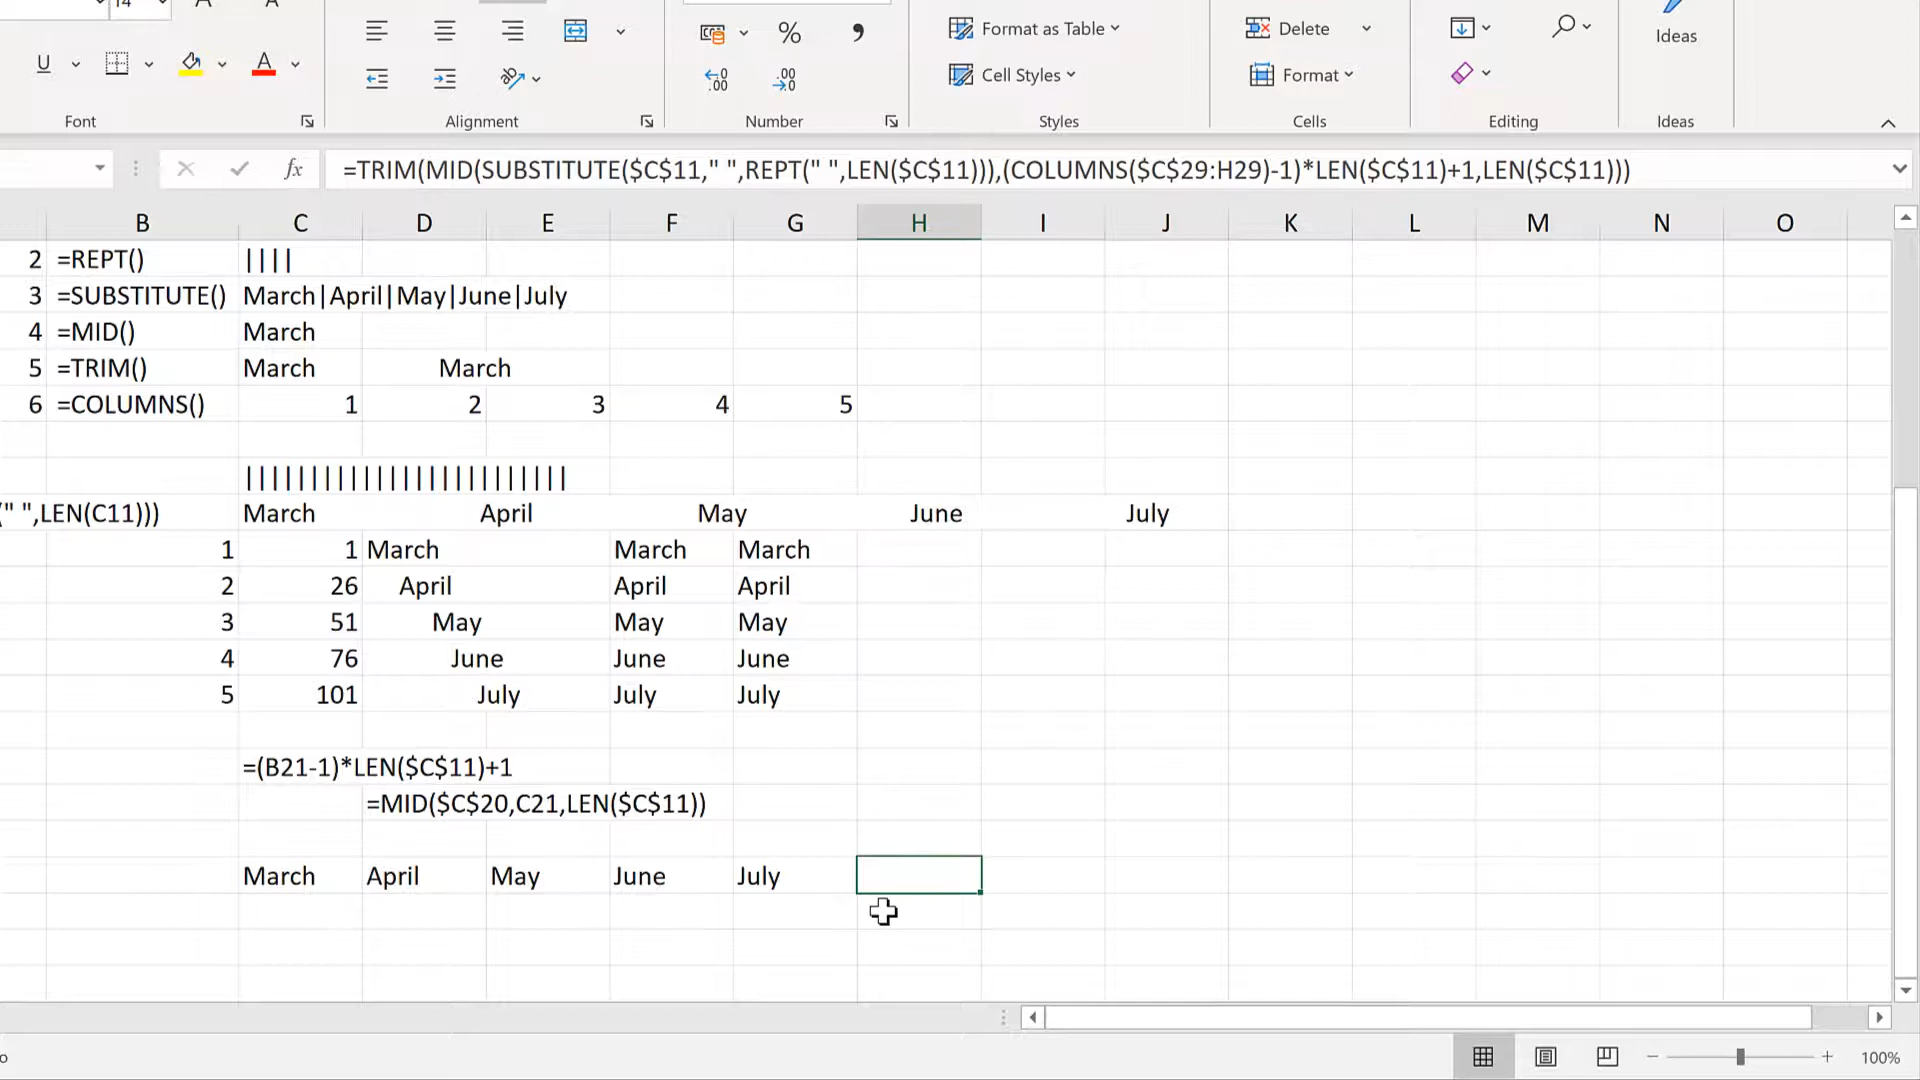 14
Format as Table
Delete
Ideas
U
A
.00
.00
Cell Styles
Format
Font
Alignment
Number
Styles
Cells
Editing
Ideas
fx
=TRIM(MID(SUBSTITUTE($C$11," ",REPT(" ",LEN($C$11))),(COLUMNS($C$29:H29)-1)*LEN($C$11)+1,LEN($C$11)))
B C D E F G H I J K L M N O
2 =REPT() ||||
3 =SUBSTITUTE() March|April|May|June|July
4 =MID() March
5 =TRIM() March March
6 =COLUMNS() 1 2 3 4 5
|||||||||||||||||||||||||
(" ",LEN(C11))) March April May June July
1 1 March March March
2 26 April April April
3 51 May May May
4 76 June June June
5 101 July July July
=(B21-1)*LEN($C$11)+1
=MID($C$20,C21,LEN($C$11))
March April May June July
100%